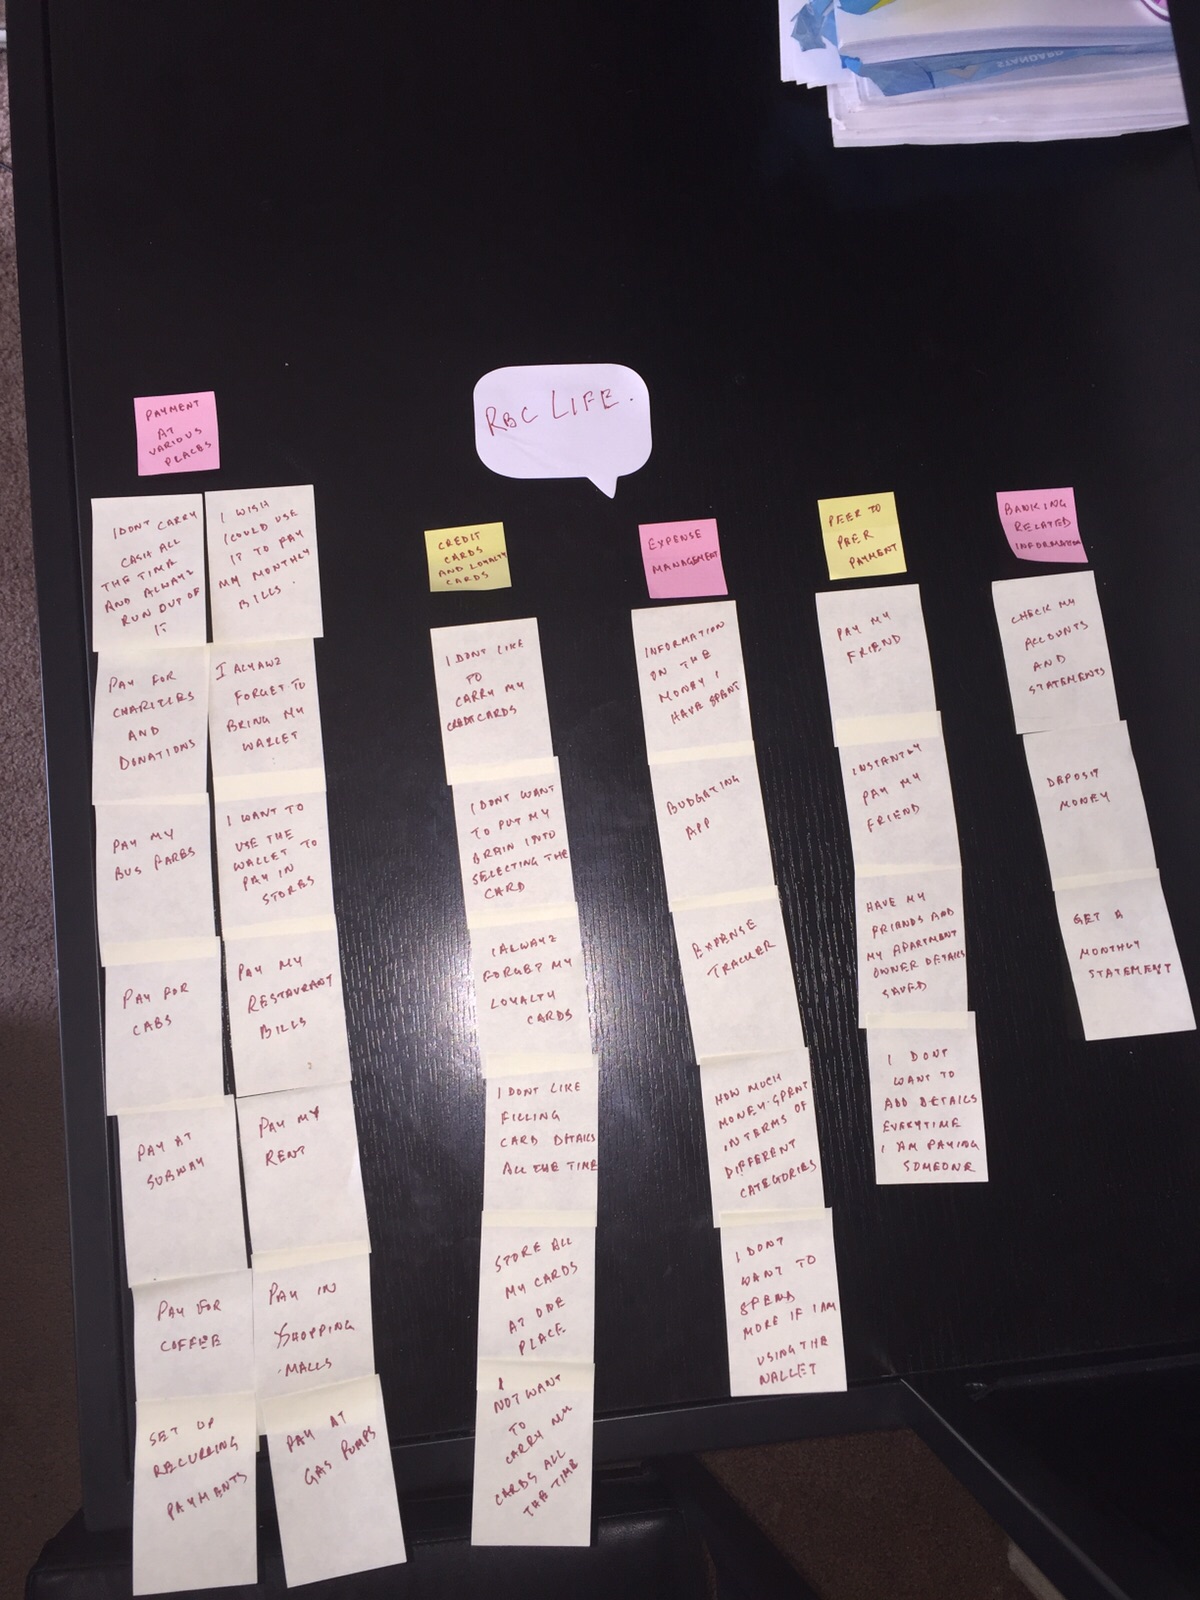 STANDARD
RBC LIFE.
PAYMENT
AT
VARIOUS
PLACES
I DONT CARRY
CASH ALL
THE TIME
AND ALWAYZ
RUN OUT OF
IT
PAY FOR
CHARITIES
AND
DONATIONS
PAY MY
BUS FARES
PAY FOR
CABS
PAY AT
SUBWAY
PAY FOR
COFFEE
SET UP
RECURRING
PAYMENTS
I WISH
I COULD USE
IT TO PAY
MY MONTHLY
BILLS
I ALYAWZ
FORGET TO
BRING MY
WALLET
I WANT TO
USE THE
WALLET TO
PAY IN
STORES
PAY MY
RESTAURANT
BILLS
PAY MY
RENT
PAY IN
SHOPPING
MALLS
PAY AT
GAS PUMPS
CREDIT
CARDS
AND LOYALTY
CARDS
I DONT LIKE
TO
CARRY MY
CREDITCARDS
I DONT WANT
TO PUT MY
BRAIN INTO
SELECTING THE
CARD
I ALWAYZ
FORGET MY
LOYALTY
CARDS
I DONT LIKE
FILLING
CARD DETAILS
ALL THE TIME
STORE ALL
MY CARDS
AT ONE
PLACE
I
NOT WANT
TO
CARRY ALL
CARDS ALL
THE TIME
EXPENSE
MANAGEMENT
INFORMATION
ON THE
MONEY I
HAVE SPENT
BUDGATING
APP
EXPENSE
TRACKER
HOW MUCH
MONEY SPENT
IN TERMS OF
DIFFERENT
CATEGORIES
I DONT
WANT TO
SPEND
MORE IF I AM
USING THE
WALLET
PEER TO
PEER
PAYMENT
PAY MY
FRIEND
INSTANTLY
PAY MY
FRIEND
HAVE MY
FRIENDS AND
MY APARTMENT
OWNER DETAILS
SAVED
I DONT
WANT TO
ADD DETAILS
EVERYTIME
I AM PAYING
SOMEONE
BANKING
RELATED
INFORMATION
CHECK MY
ACCOUNTS
AND
STATEMENTS
DEPOSIT
MONEY
GET A
MONTHLY
STATEMENT